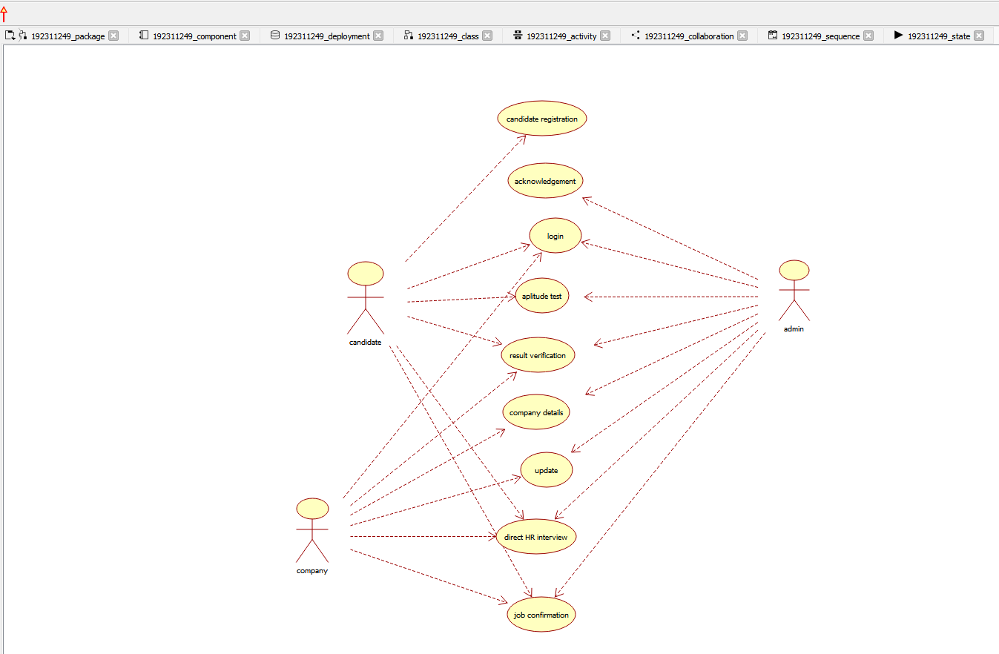 192311249_package
192311249_component
192311249_deployment
192311249_class
192311249_activity
192311249_collaboration
192311249_sequence
192311249_state
candidate registration
acknowledgement
login
aplitude test
candidate
admin
result verification
company details
update
direct HR interview
company
job confirmation